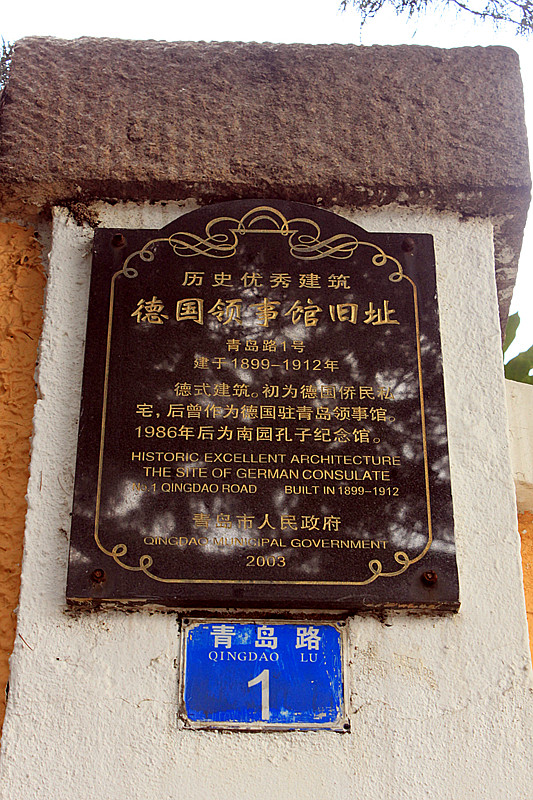 历史优秀建筑
德国领事馆旧址
青岛路1号
建于1899-1912年
德式建筑。初为德国侨民私
宅，后曾作为德国驻青岛领事馆。
1986年后为南园孔子纪念馆。
HISTORIC EXCELLENT ARCHITECTURE
THE SITE OF GERMAN CONSULATE
No.1 QINGDAO ROAD BUILT IN 1899-1912
青岛市人民政府
QINGDAO MUNICIPAL GOVERNMENT
2003
青岛路
QINGDAO LU
1